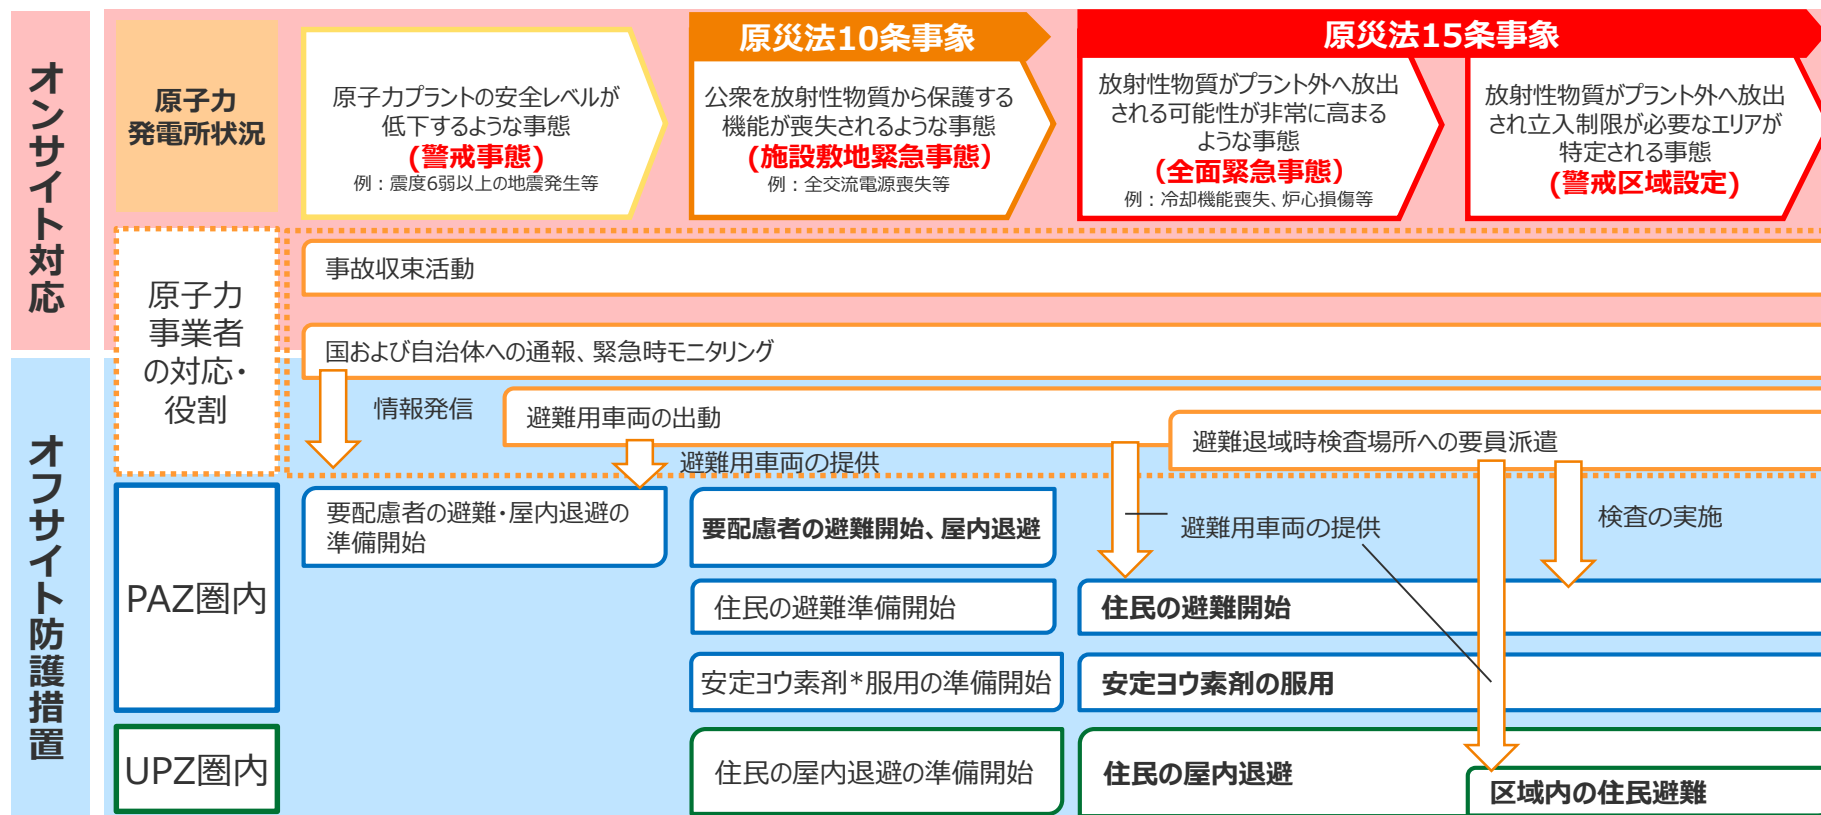 オンサイト対応
原子力
発電所状況
原子力プラントの安全レベルが
低下するような事態
(警戒事態)
例：震度6弱以上の地震発生等
原災法10条事象
公衆を放射性物質から保護する
機能が喪失されるような事態
(施設敷地緊急事態)
例：全交流電源喪失等
原災法15条事象
放射性物質がプラント外へ放出
される可能性が非常に高まる
ような事態
(全面緊急事態)
例：冷却機能喪失、炉心損傷等
放射性物質がプラント外へ放出
され立入制限が必要なエリアが
特定される事態
(警戒区域設定)
原子力
事業者
の対応・
役割
事故収束活動
国および自治体への通報、緊急時モニタリング
情報発信
避難用車両の出動
避難用車両の提供
避難退域時検査場所への要員派遣
避難用車両の提供
検査の実施
オフサイト防護措置
PAZ圏内
要配慮者の避難・屋内退避の
準備開始
要配慮者の避難開始、屋内退避
住民の避難準備開始
住民の避難開始
安定ヨウ素剤*服用の準備開始
安定ヨウ素剤の服用
UPZ圏内
住民の屋内退避の準備開始
住民の屋内退避
区域内の住民避難